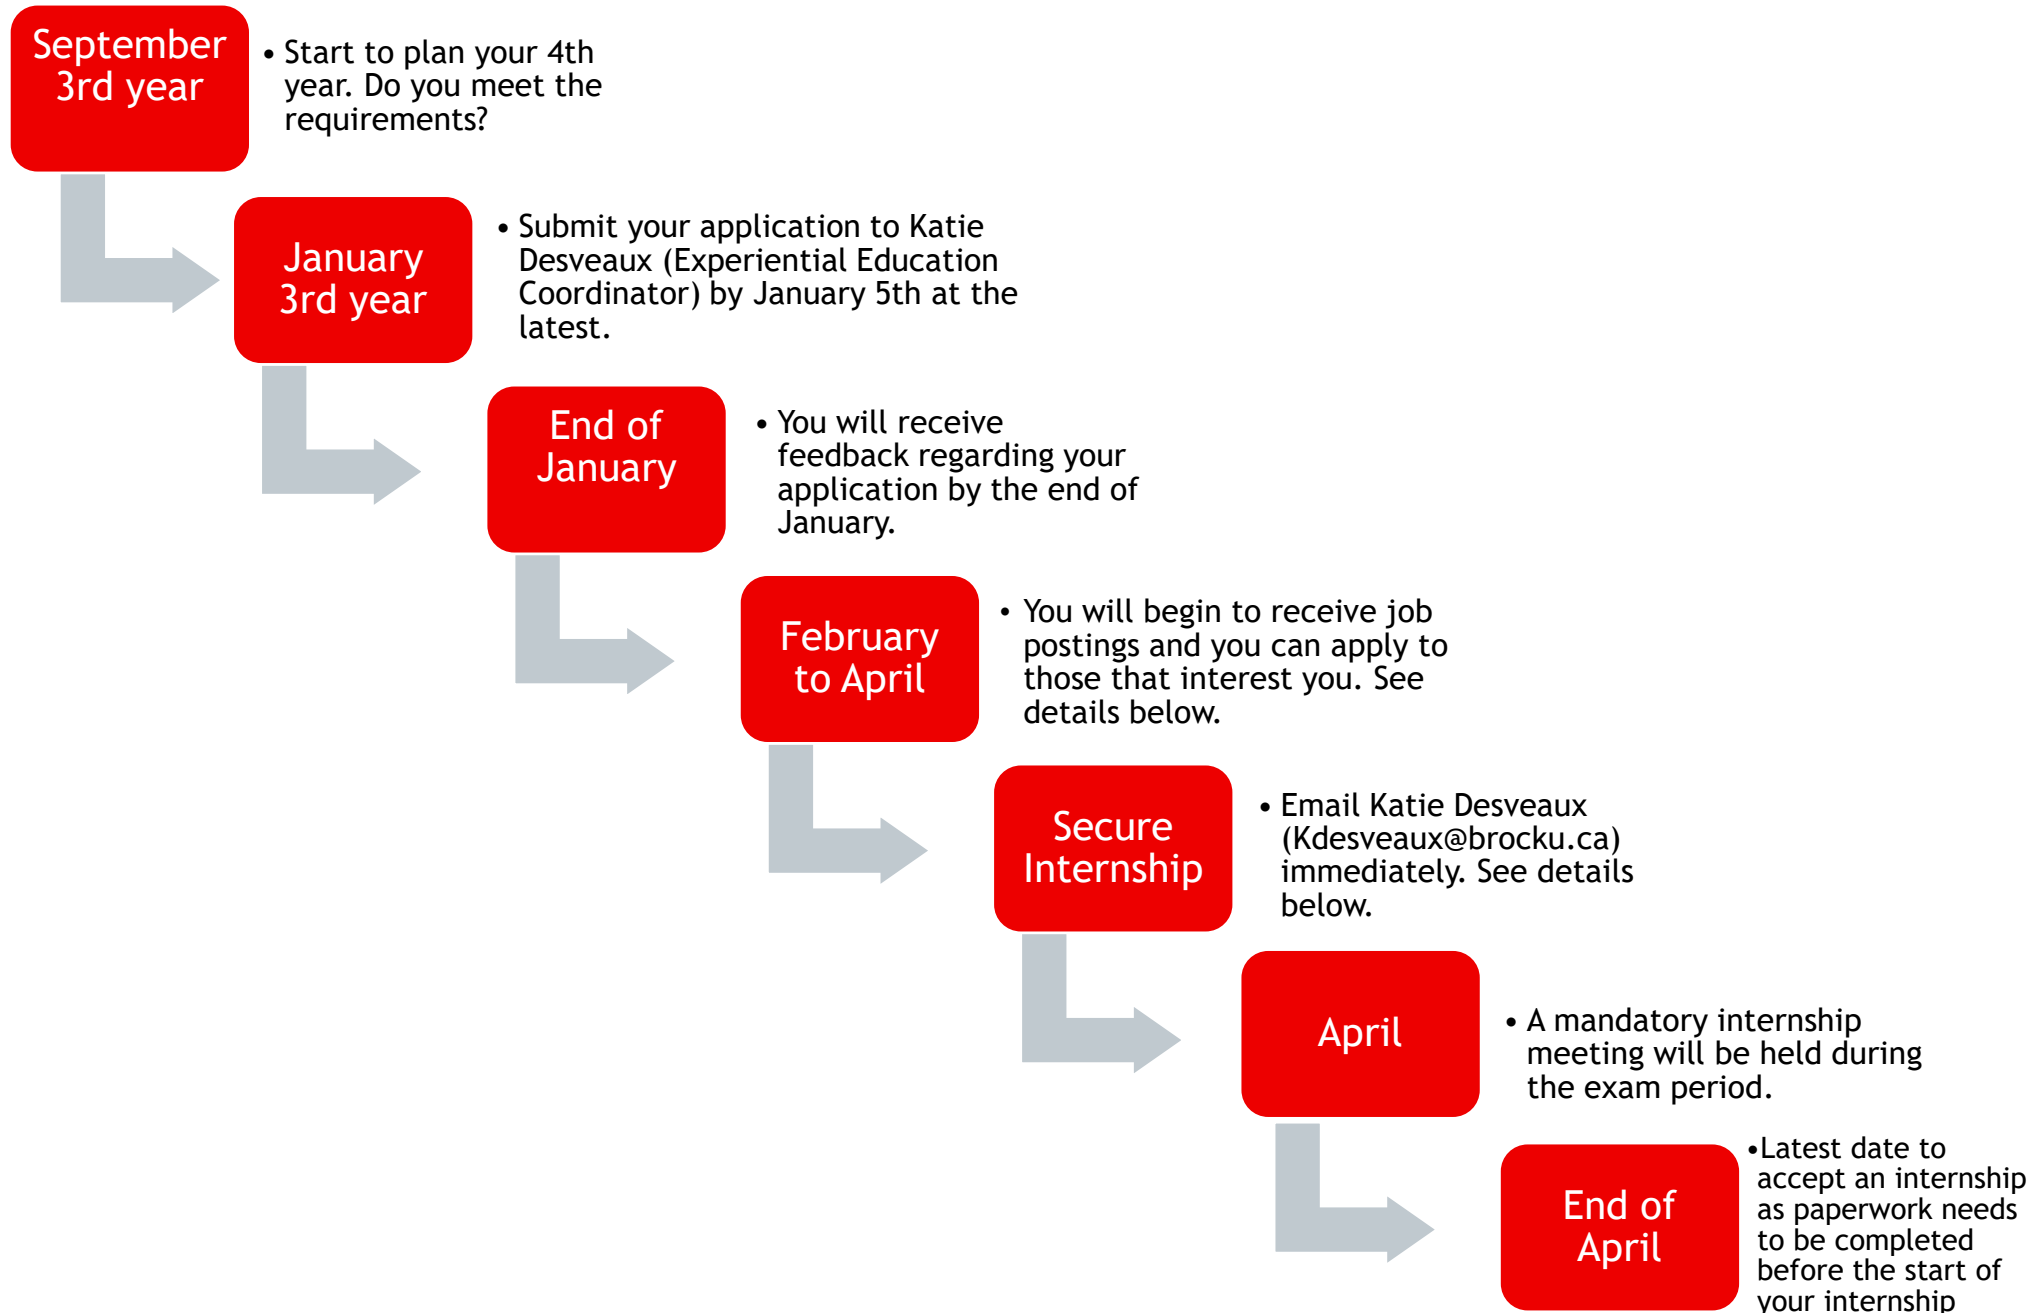 September
3rd year
• Start to plan your 4th
year. Do you meet the
requirements?
January
3rd year
• Submit your application to Katie
Desveaux (Experiential Education
Coordinator) by January 5th at the
latest.
End of
January
• You will receive
feedback regarding your
application by the end of
January.
February
to April
• You will begin to receive job
postings and you can apply to
those that interest you. See
details below.
Secure
Internship
• Email Katie Desveaux
(Kdesveaux@brocku.ca)
immediately. See details
below.
April
• A mandatory internship
meeting will be held during
the exam period.
End of
April
•Latest date to
accept an internship
as paperwork needs
to be completed
before the start of
your internship